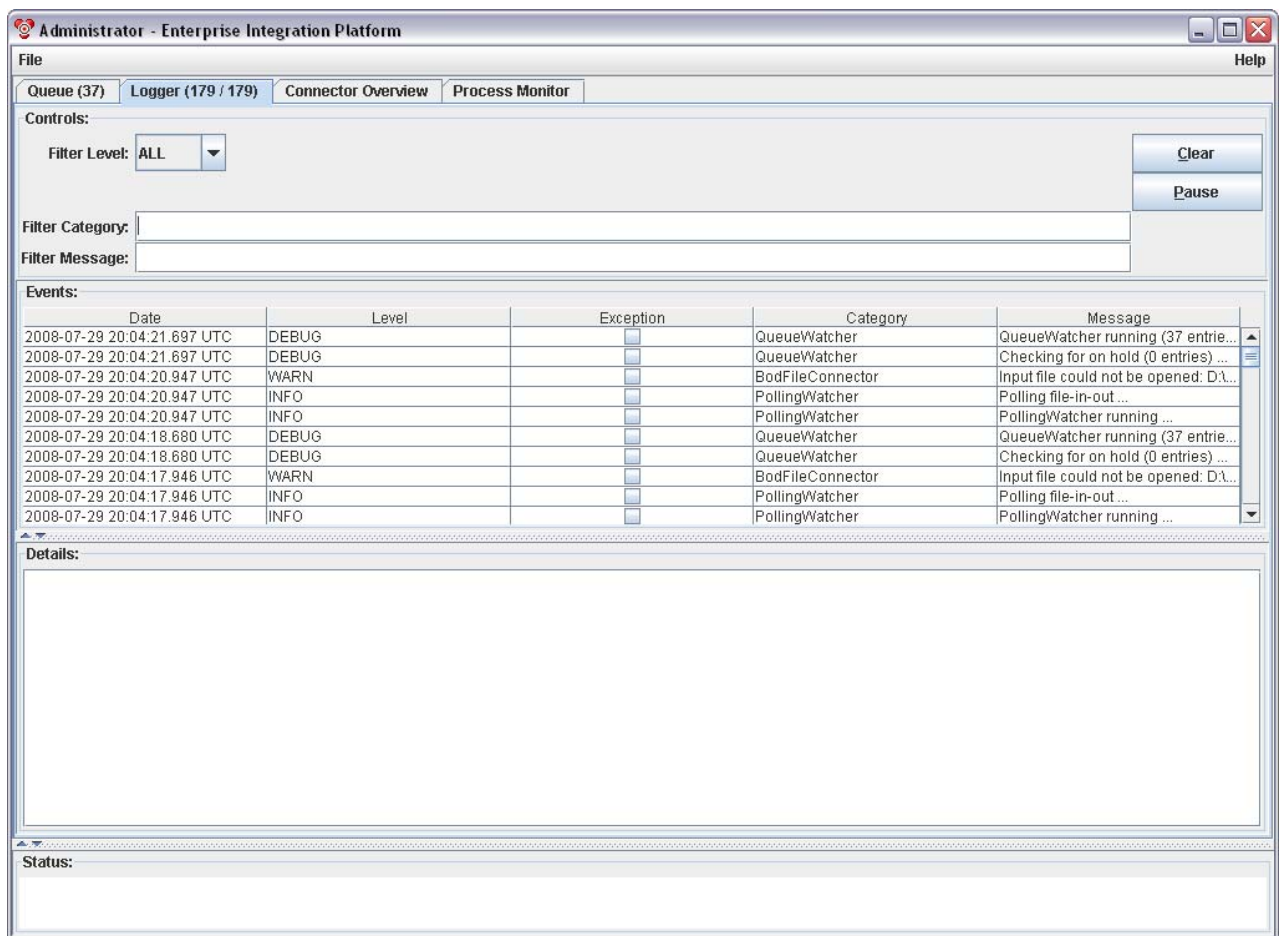 Administrator - Enterprise Integration Platform
File Help
Queue (37) Logger (179 / 179) Connector Overview Process Monitor
Controls:
Filter Level: ALL Clear
Pause
Filter Category:
Filter Message:
Events:
Date Level Exception Category Message
2008-07-29 20:04:21.697 UTC DEBUG QueueWatcher QueueWatcher running (37 entrie...
2008-07-29 20:04:21.697 UTC DEBUG QueueWatcher Checking for on hold (0 entries) ...
2008-07-29 20:04:20.947 UTC WARN BodFileConnector Input file could not be opened: D:\...
2008-07-29 20:04:20.947 UTC INFO PollingWatcher Polling file-in-out ...
2008-07-29 20:04:20.947 UTC INFO PollingWatcher PollingWatcher running ...
2008-07-29 20:04:18.680 UTC DEBUG QueueWatcher QueueWatcher running (37 entrie...
2008-07-29 20:04:18.680 UTC DEBUG QueueWatcher Checking for on hold (0 entries) ...
2008-07-29 20:04:17.946 UTC WARN BodFileConnector Input file could not be opened: D:\...
2008-07-29 20:04:17.946 UTC INFO PollingWatcher Polling file-in-out ...
2008-07-29 20:04:17.946 UTC INFO PollingWatcher PollingWatcher running ...
Details:
Status: